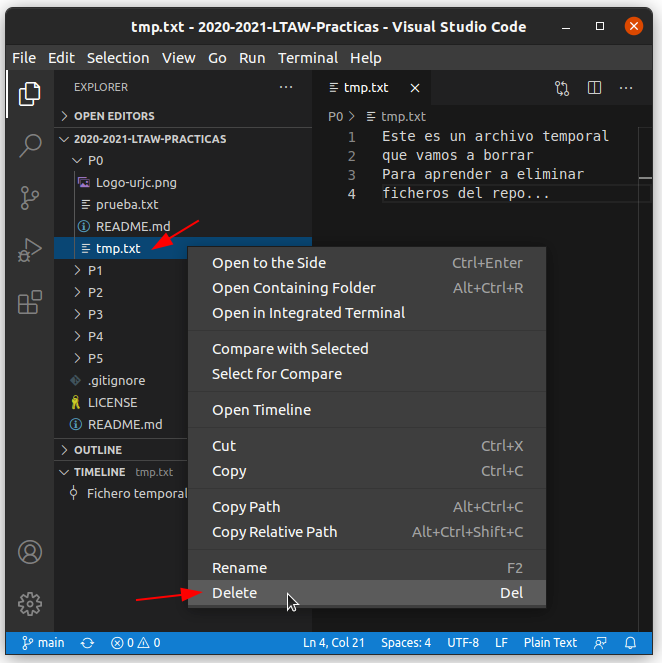 tmp.txt - 2020-2021-LTAW-Practicas - Visual Studio Code
File Edit Selection View Go Run Terminal Help
EXPLORER
OPEN EDITORS
2020-2021-LTAW-PRACTICAS
P0
Logo-urjc.png
prueba.txt
README.md
tmp.txt
P1
P2
P3
P4
P5
.gitignore
LICENSE
README.md
OUTLINE
TIMELINE tmp.txt
Fichero temporal
tmp.txt
P0 > tmp.txt
1 Este es un archivo temporal
2 que vamos a borrar
3 Para aprender a eliminar
4 ficheros del repo...
Open to the Side Ctrl+Enter
Open Containing Folder Alt+Ctrl+R
Open in Integrated Terminal
Compare with Selected
Select for Compare
Open Timeline
Cut Ctrl+X
Copy Ctrl+C
Copy Path Alt+Ctrl+C
Copy Relative Path Alt+Ctrl+Shift+C
Rename F2
Delete Del
main 0 0 Ln 4, Col 21 Spaces: 4 UTF-8 LF Plain Text